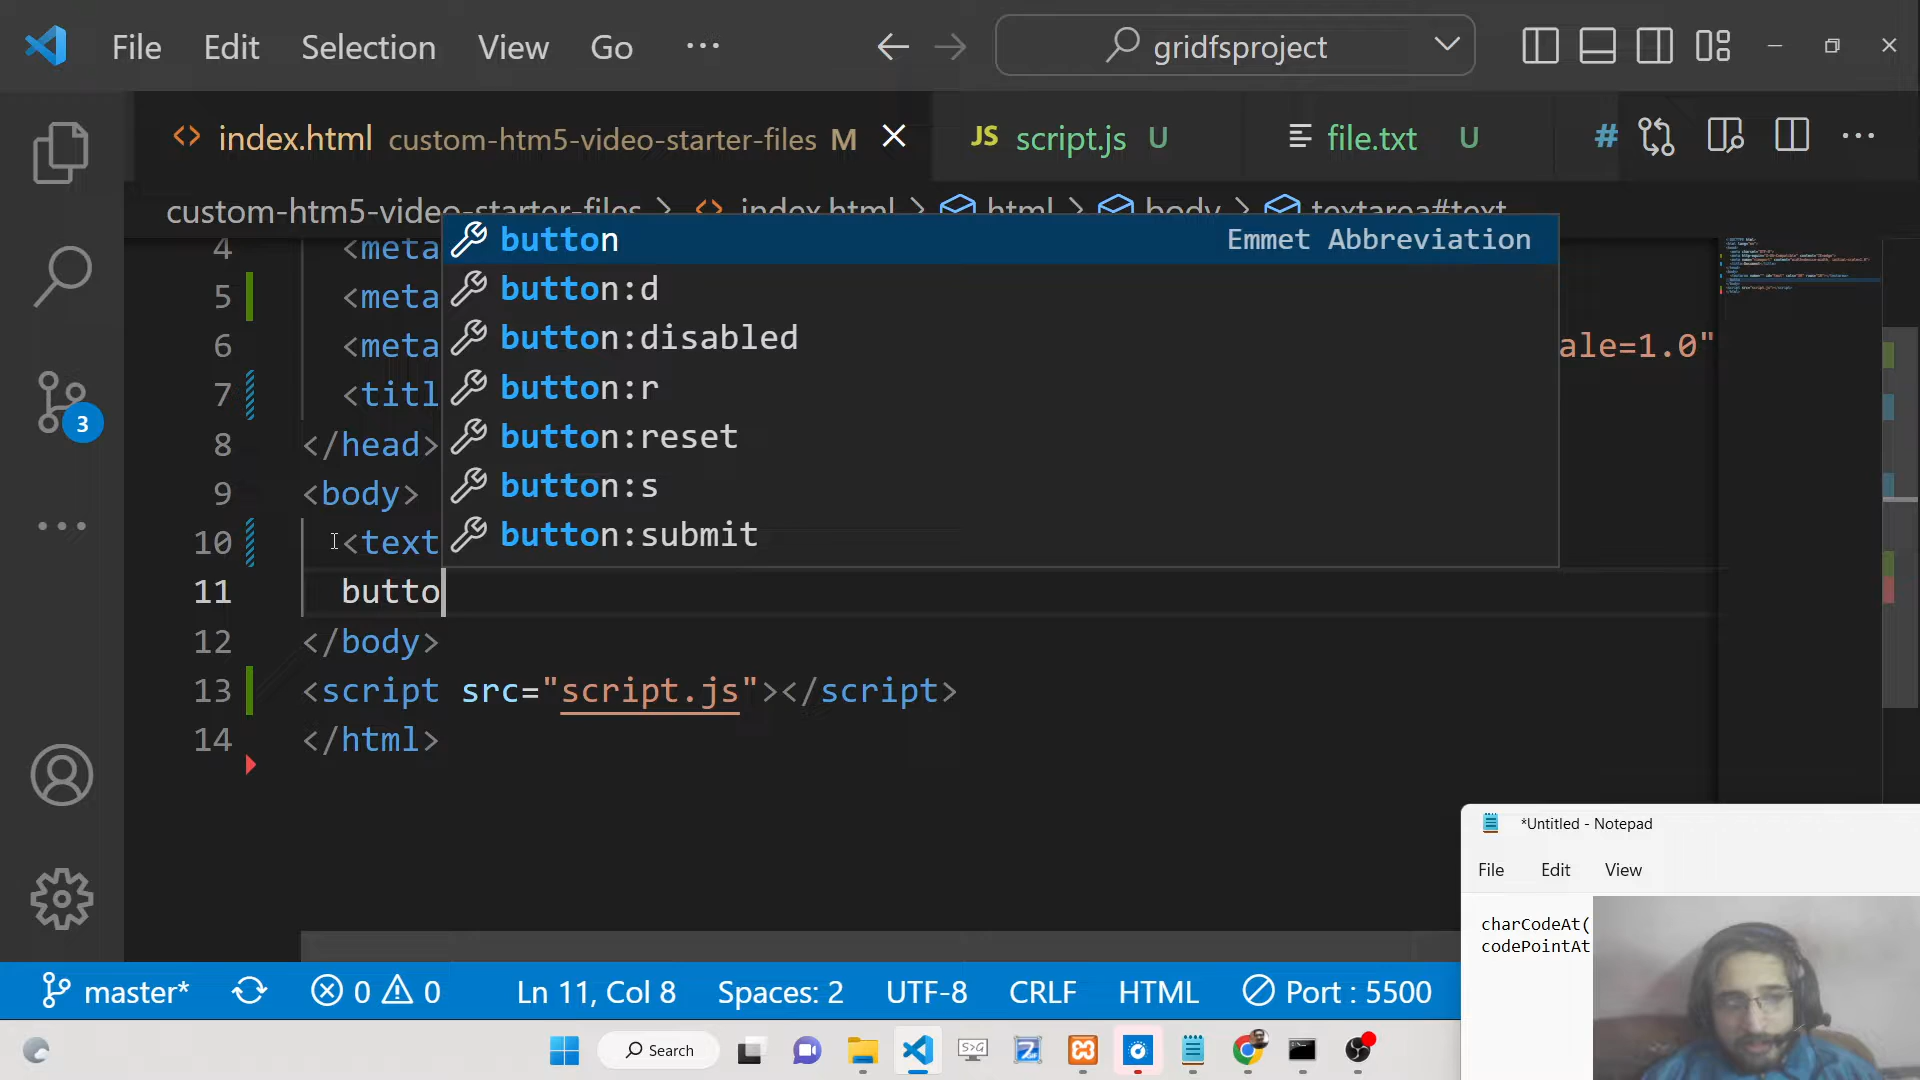 File Edit Selection View Go ... gridfsproject
index.html custom-htm5-video-starter-files M JS script.js U file.txt U #
custom-htm5-video-starter-files > index.html > html > body > textarea#text
4 <meta
5 <meta
6 <meta ale=1.0"
7 <titl
8 </head>
9 <body>
10 <text
11 butto
12 </body>
13 <script src="script.js"></script>
14 </html>
button Emmet Abbreviation
button:d
button:disabled
button:r
button:reset
button:s
button:submit
3
*Untitled - Notepad
File Edit View
charCodeAt(
codePointAt
master* 0 0 Ln 11, Col 8 Spaces: 2 UTF-8 CRLF HTML Port : 5500
Search